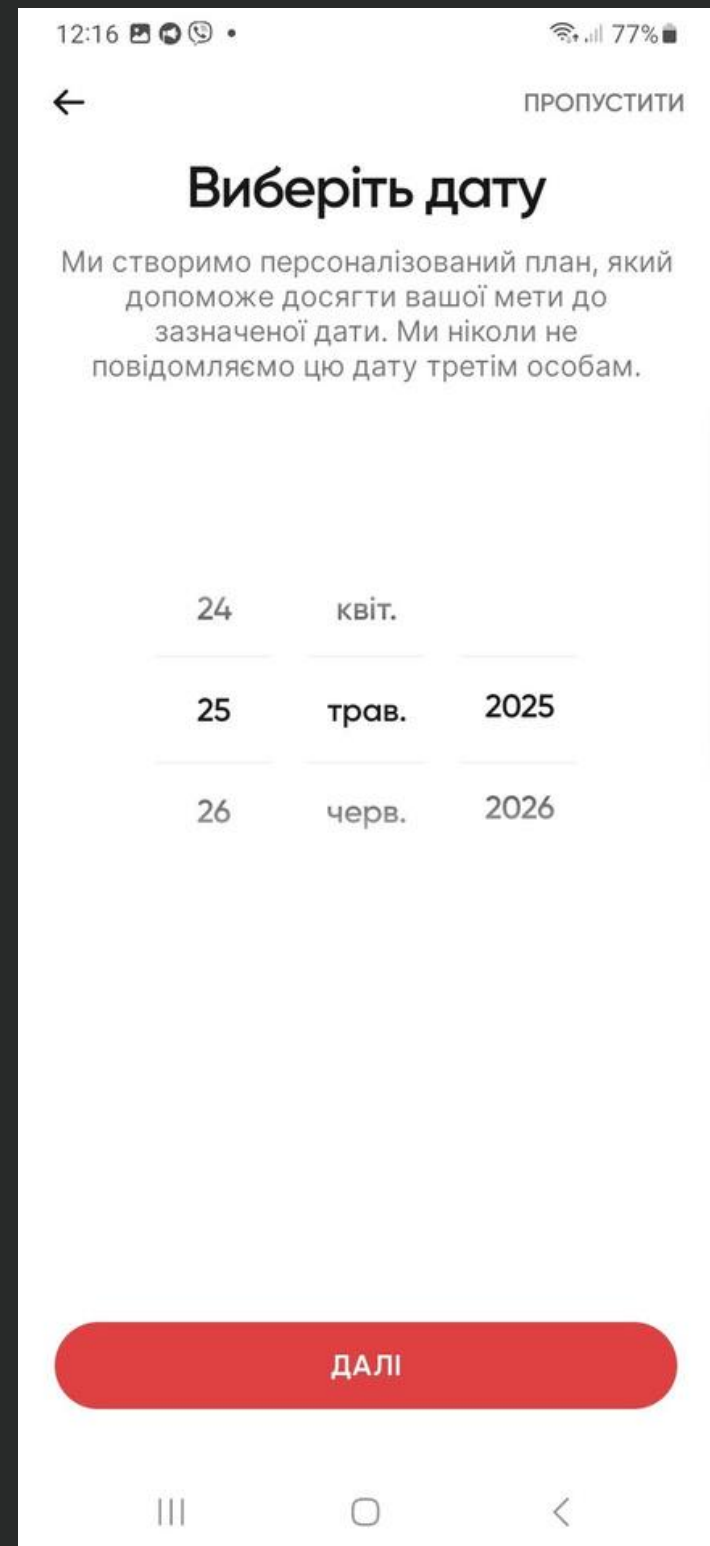 12:16
77%
ПРОПУСТИТИ
Виберіть дату
Ми створимо персоналізований план, який
допоможе досягти вашої мети до
зазначеної дати. Ми ніколи не
повідомляємо цю дату третім особам.
24 квіт.
25 трав. 2025
26 черв. 2026
ДАЛІ